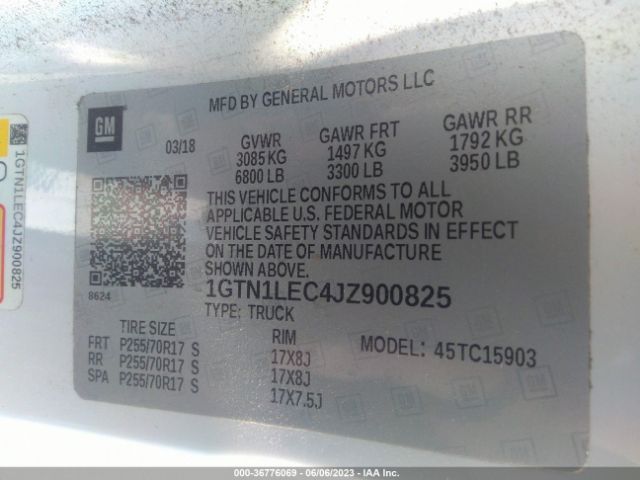 MFD BY GENERAL MOTORS LLC
GM
03/18
GVWR
3085 KG
6800 LB
GAWR FRT
1497 KG
3300 LB
GAWR RR
1792 KG
3950 LB
THIS VEHICLE CONFORMS TO ALL
APPLICABLE U.S. FEDERAL MOTOR
VEHICLE SAFETY STANDARDS IN EFFECT
ON THE DATE OF MANUFACTURE
SHOWN ABOVE.
8624
1GTN1LEC4JZ900825
TYPE: TRUCK
TIRE SIZE
FRT P255/70R17 S
RR P255/70R17 S
SPA P255/70R17 S
RIM
17X8J
17X8J
17X7.5J
MODEL: 45TC15903
1GTN1LEC4JZ900825
000-36776069 - 06/06/2023 - IAA Inc.